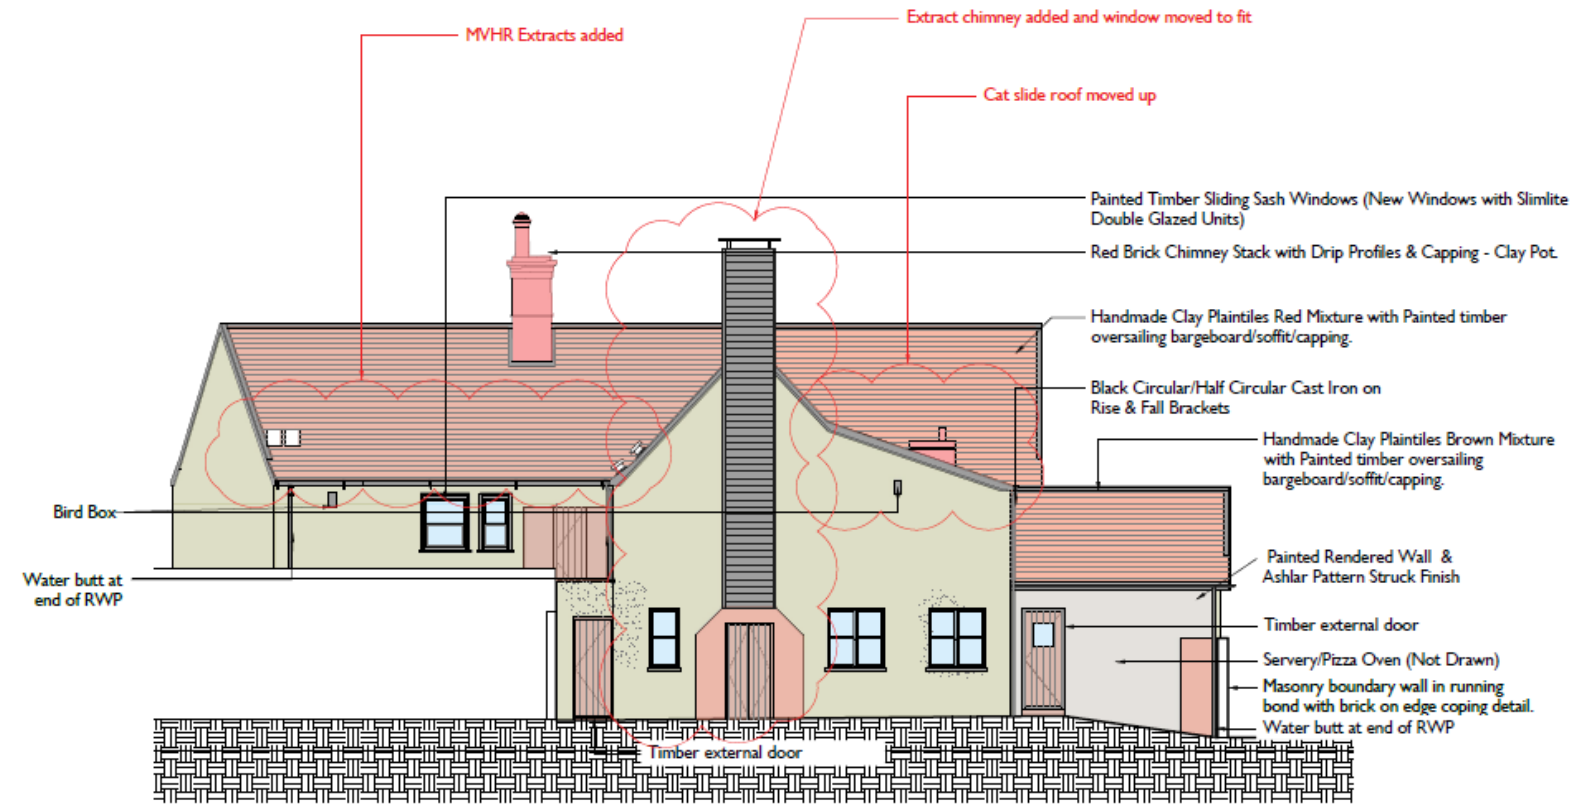 Extract chimney added and window moved to fit
MVHR Extracts added
Cat slide roof moved up
Painted Timber Sliding Sash Windows (New Windows with Slimlite
Double Glazed Units)
Red Brick Chimney Stack with Drip Profiles & Capping - Clay Pot.
Handmade Clay Plaintiles Red Mixture with Painted timber
oversailing bargeboard/soffit/capping.
Black Circular/Half Circular Cast Iron on
Rise & Fall Brackets
Handmade Clay Plaintiles Brown Mixture
with Painted timber oversailing
bargeboard/soffit/capping.
Bird Box
Painted Rendered Wall &
Ashlar Pattern Struck Finish
Water butt at
end of RWP
Timber external door
Servery/Pizza Oven (Not Drawn)
Masonry boundary wall in running
bond with brick on edge coping detail.
Water butt at end of RWP
Timber external door